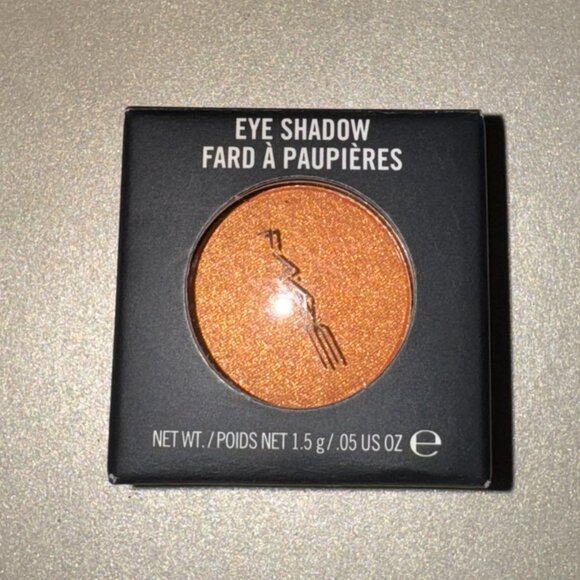 EYE SHADOW
FARD À PAUPIÈRES
NET WT. / POIDS NET 1.5 g / .05 US OZ ℮